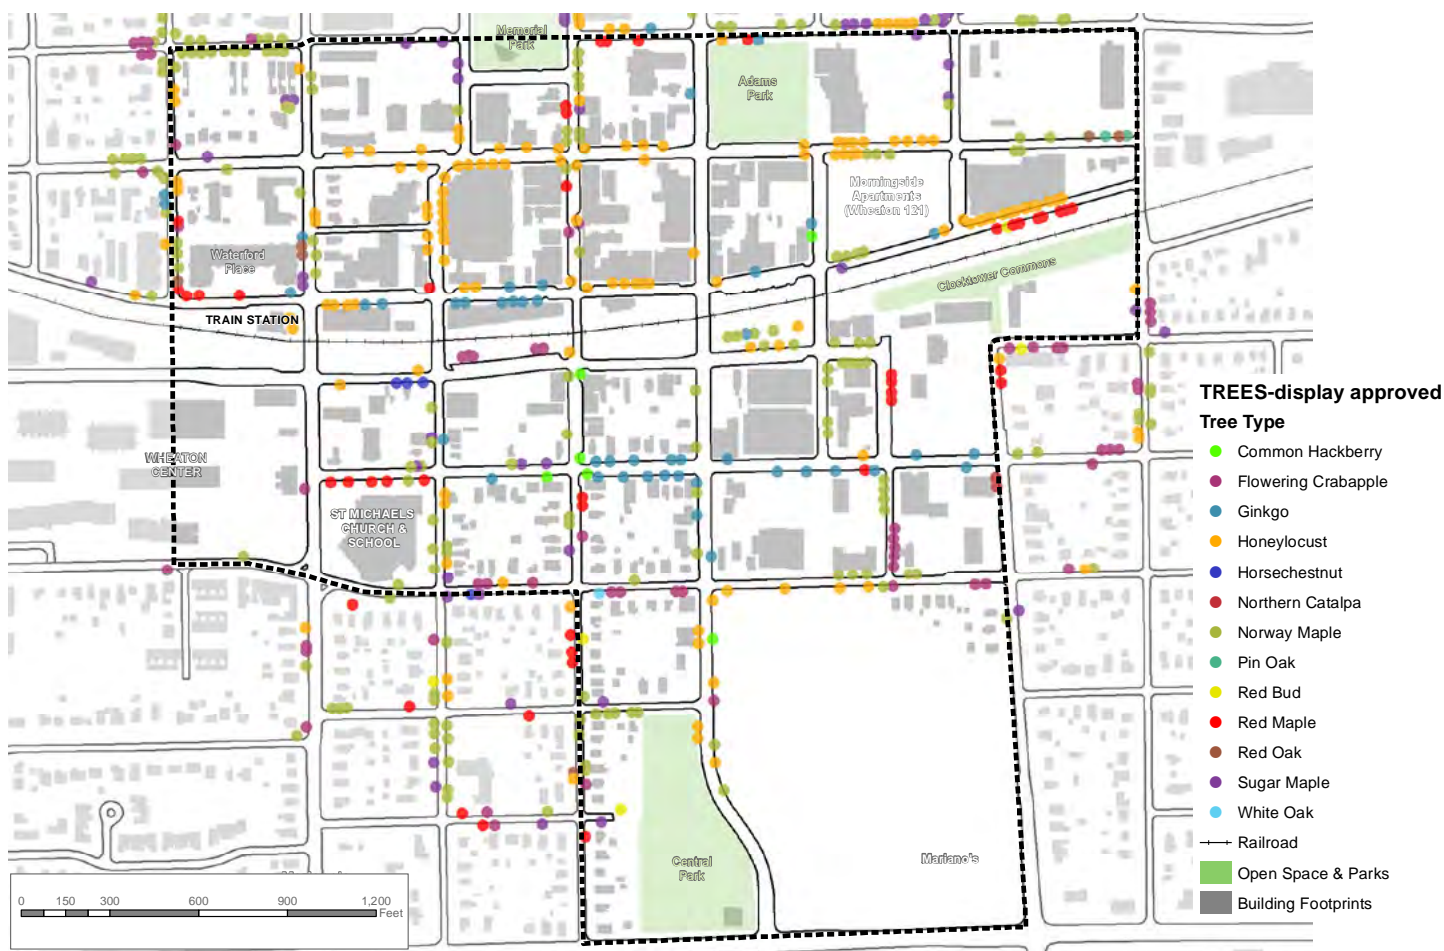 Memorial
Park
Adams
Park
Morningside
Apartments
(Wheaton 121)
Waterford
Place
Clocktower Commons
TRAIN STATION
WHEATON
CENTER
ST MICHAELS
CHURCH &
SCHOOL
Mariano's
Central
Park
0 150 300 600 900 1,200
Feet
TREES-display approved
Tree Type
Common Hackberry
Flowering Crabapple
Ginkgo
Honeylocust
Horsechestnut
Northern Catalpa
Norway Maple
Pin Oak
Red Bud
Red Maple
Red Oak
Sugar Maple
White Oak
Railroad
Open Space & Parks
Building Footprints